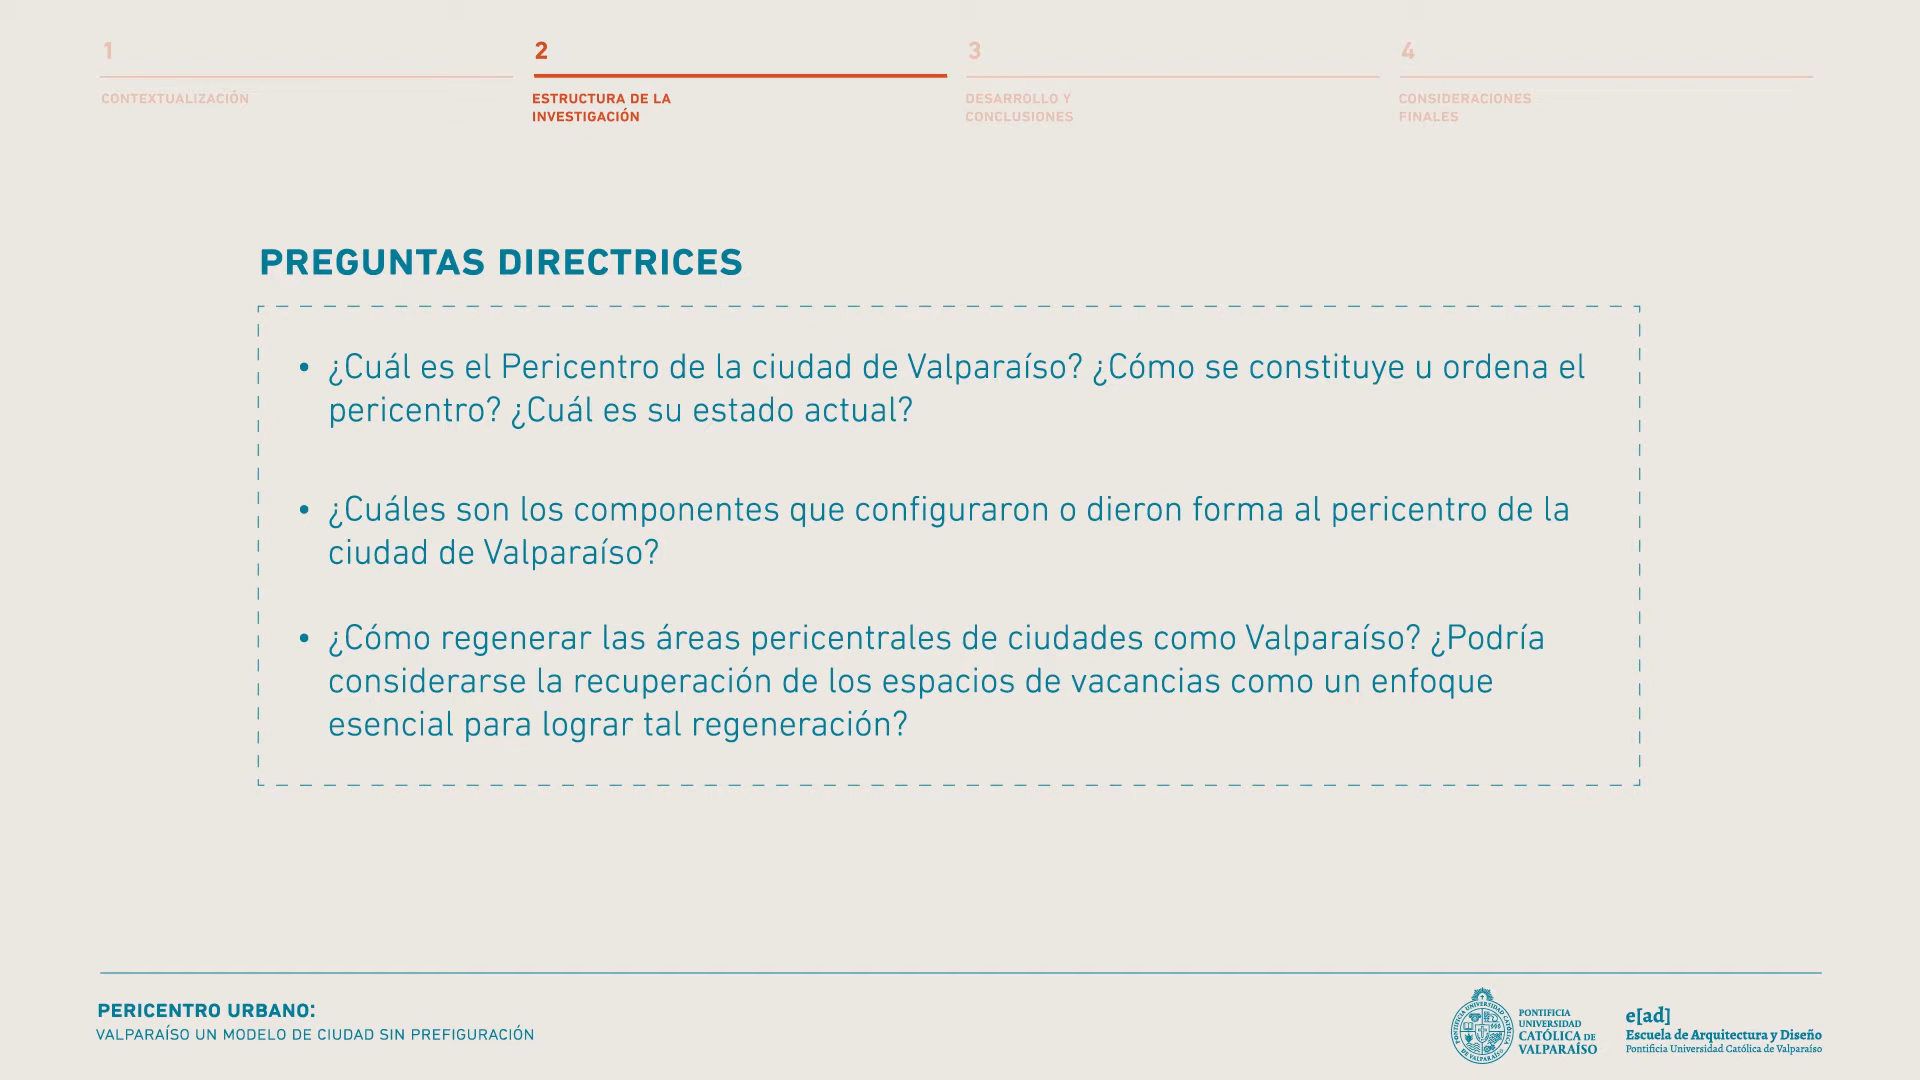 1
2
3
4
CONTEXTUALIZACIÓN
ESTRUCTURA DE LA
INVESTIGACIÓN
DESARROLLO Y
CONCLUSIONES
CONSIDERACIONES
FINALES
PREGUNTAS DIRECTRICES
• ¿Cuál es el Pericentro de la ciudad de Valparaíso? ¿Cómo se constituye u ordena el
pericentro? ¿Cuál es su estado actual?
• ¿Cuáles son los componentes que configuraron o dieron forma al pericentro de la
ciudad de Valparaíso?
• ¿Cómo regenerar las áreas pericentrales de ciudades como Valparaíso? ¿Podría
considerarse la recuperación de los espacios de vacancias como un enfoque
esencial para lograr tal regeneración?
PERICENTRO URBANO:
VALPARAÍSO UN MODELO DE CIUDAD SIN PREFIGURACIÓN
PONTIFICIA
UNIVERSIDAD
CATÓLICA DE
VALPARAÍSO
e[ad]
Escuela de Arquitectura y Diseño
Pontificia Universidad Católica de Valparaíso